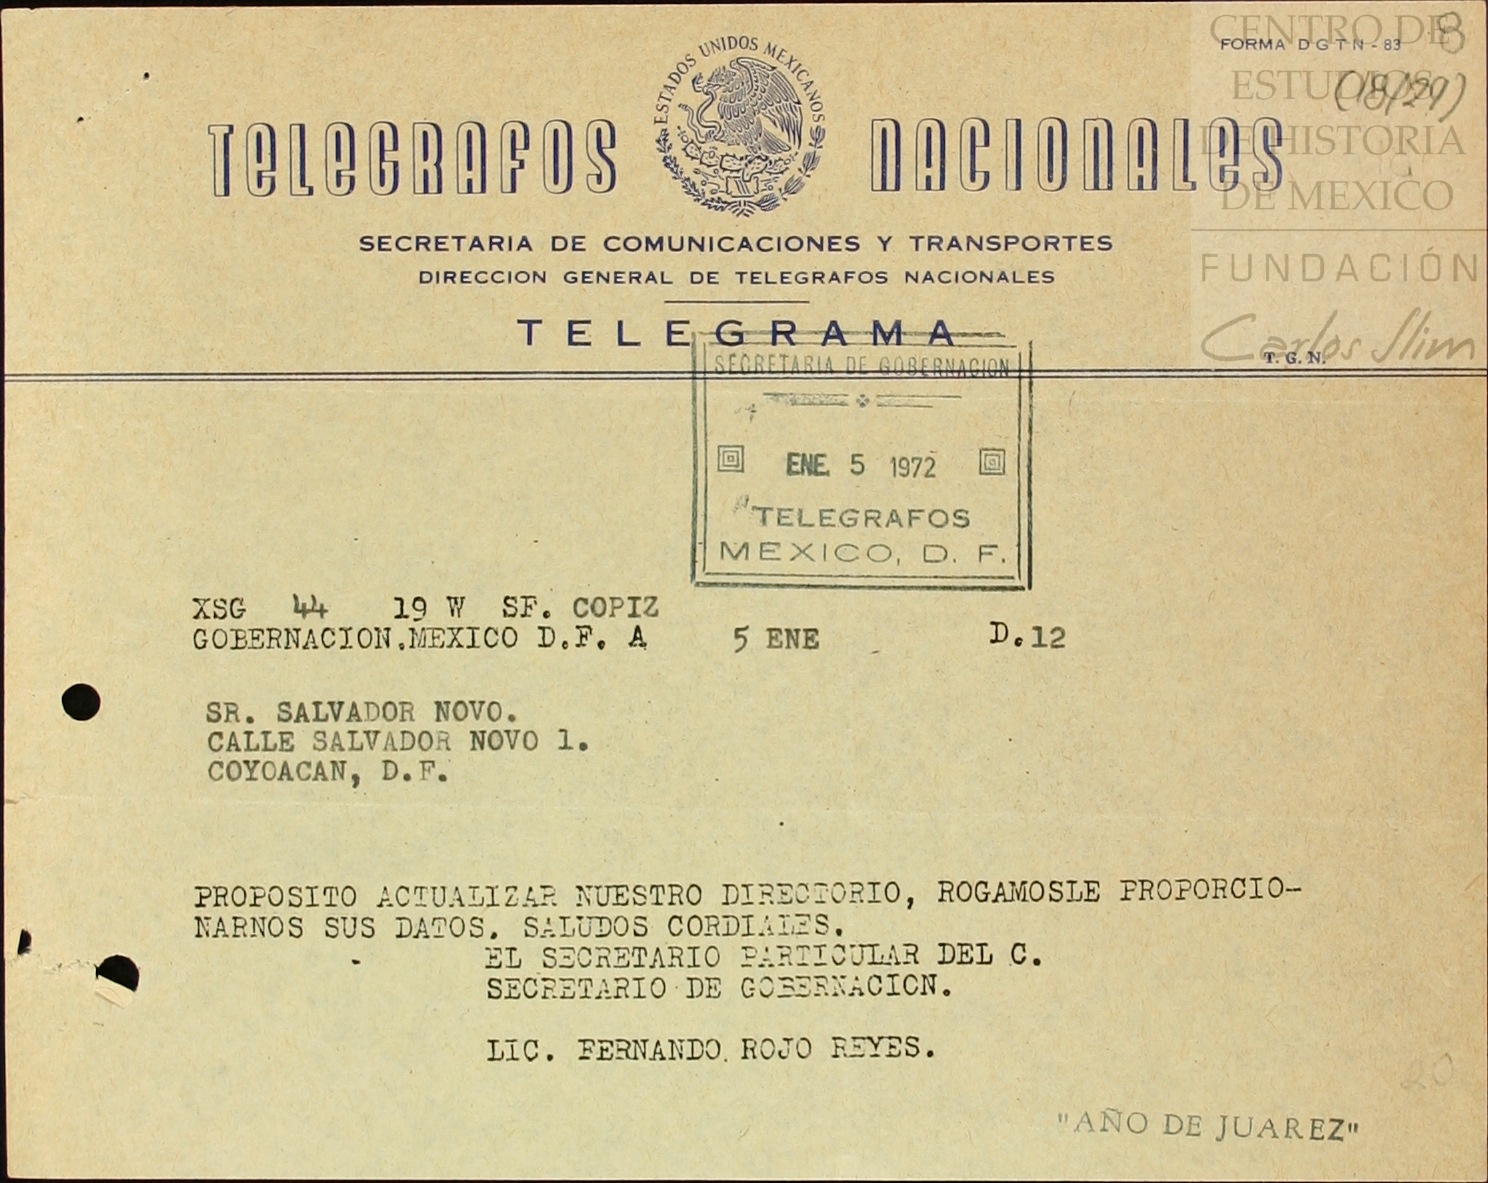 CENTRO DE
ESTUDIOS
DE HISTORIA
DE MEXICO
FUNDACIÓN
Carlos Slim
FORMA D G T N - 83
8
(18/29)
ESTADOS UNIDOS MEXICANOS
TELEGRAFOS NACIONALES
SECRETARIA DE COMUNICACIONES Y TRANSPORTES
DIRECCION GENERAL DE TELEGRAFOS NACIONALES
TELEGRAMA
T. G. N.
SECRETARIA DE GOBERNACION
ENE 5 1972
TELEGRAFOS
MEXICO, D. F.
XSG 44 19 W SF. COPIZ
GOBERNACION.MEXICO D.F. A 5 ENE D.12
SR. SALVADOR NOVO.
CALLE SALVADOR NOVO 1.
COYOACAN, D.F.
PROPOSITO ACTUALIZAR NUESTRO DIRECTORIO, ROGAMOSLE PROPORCIO-
NARNOS SUS DATOS. SALUDOS CORDIALES.
EL SECRETARIO PARTICULAR DEL C.
SECRETARIO DE GOBERNACION.
LIC. FERNANDO ROJO REYES.
20
"AÑO DE JUAREZ"